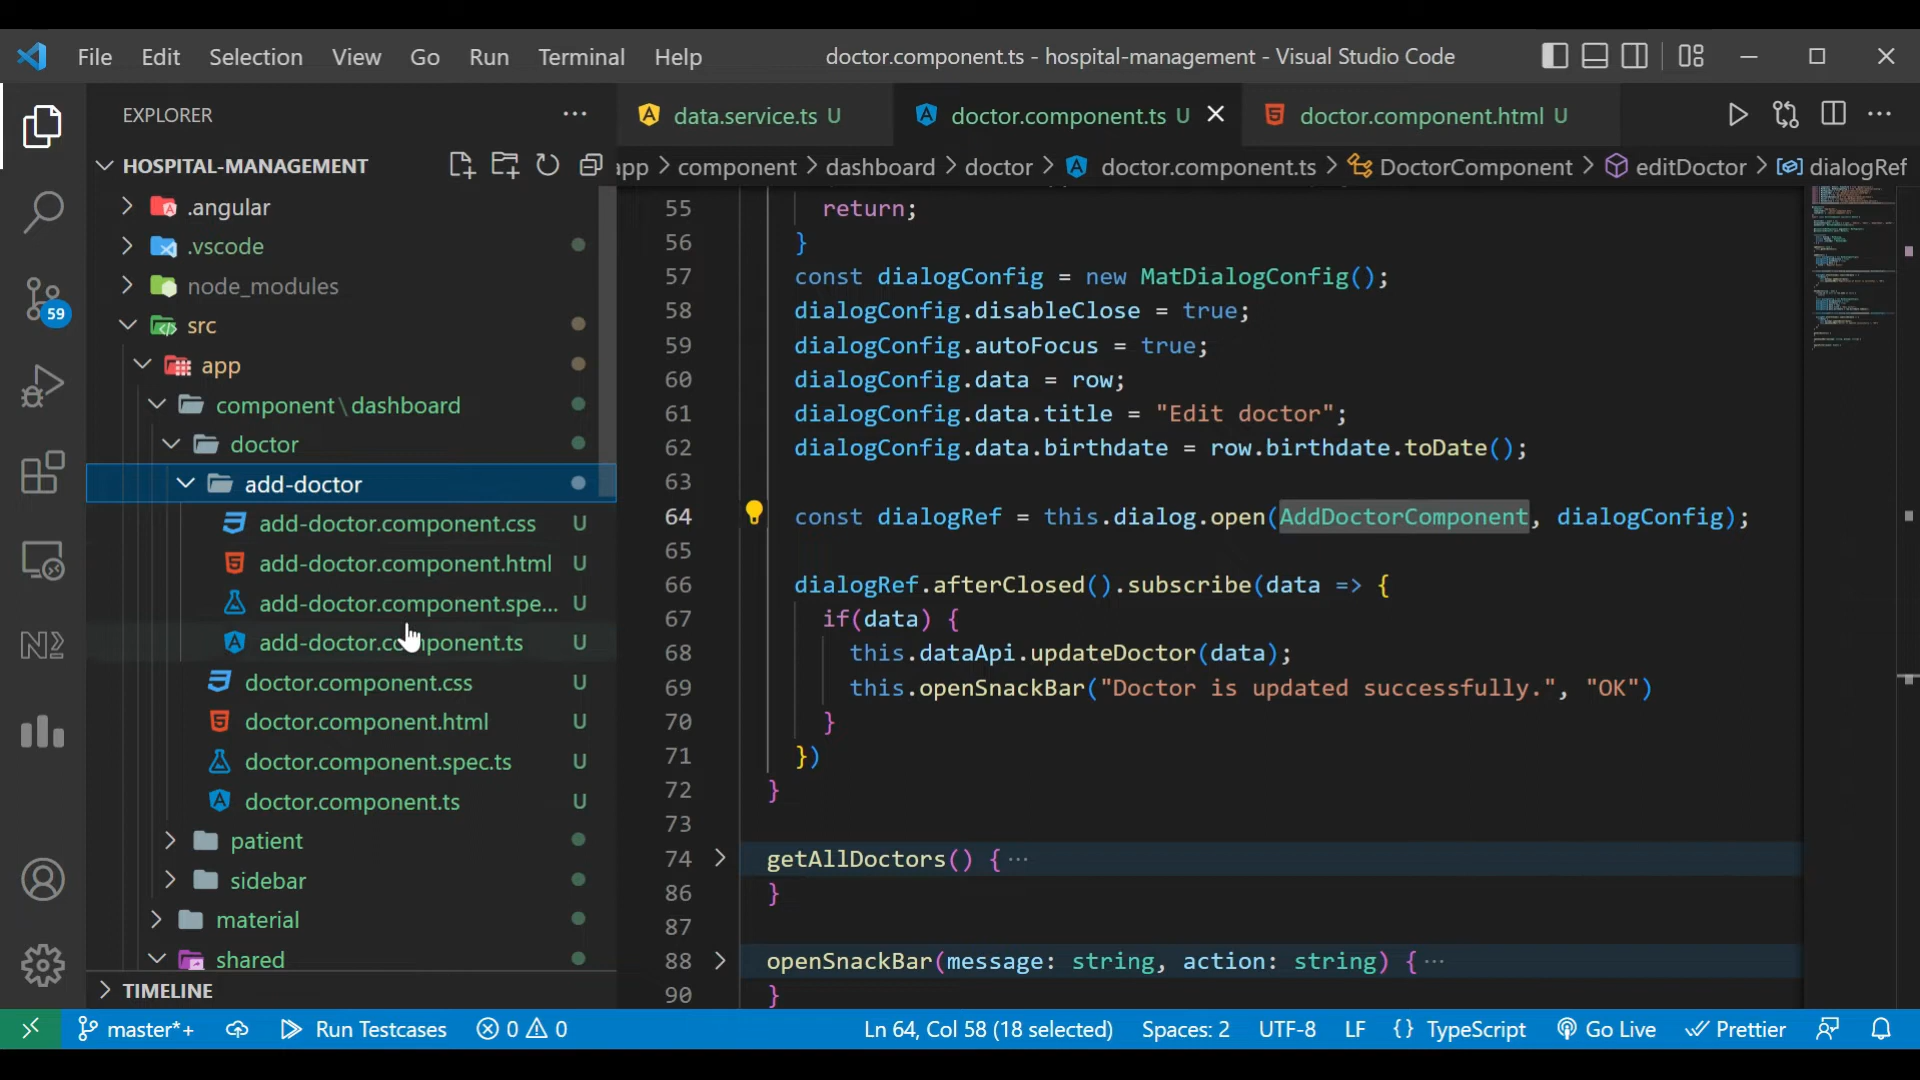 File Edit Selection View Go Run Terminal Help doctor.component.ts - hospital-management - Visual Studio Code
EXPLORER
HOSPITAL-MANAGEMENT
.angular
.vscode
node_modules
src
app
component\dashboard
doctor
add-doctor
add-doctor.component.css U
add-doctor.component.html U
add-doctor.component.spe... U
add-doctor.component.ts U
doctor.component.css U
doctor.component.html U
doctor.component.spec.ts U
doctor.component.ts U
patient
sidebar
material
shared
TIMELINE
59
data.service.ts U doctor.component.ts U doctor.component.html U
app > component > dashboard > doctor > doctor.component.ts > DoctorComponent > editDoctor > dialogRef
55 return;
56 }
57 const dialogConfig = new MatDialogConfig();
58 dialogConfig.disableClose = true;
59 dialogConfig.autoFocus = true;
60 dialogConfig.data = row;
61 dialogConfig.data.title = "Edit doctor";
62 dialogConfig.data.birthdate = row.birthdate.toDate();
63
64 const dialogRef = this.dialog.open(AddDoctorComponent, dialogConfig);
65
66 dialogRef.afterClosed().subscribe(data => {
67 if(data) {
68 this.dataApi.updateDoctor(data);
69 this.openSnackBar("Doctor is updated successfully.", "OK")
70 }
71 })
72 }
73
74 getAllDoctors() { ...
86 }
87
88 openSnackBar(message: string, action: string) { ...
90 }
master*+ Run Testcases 0 0 Ln 64, Col 58 (18 selected) Spaces: 2 UTF-8 LF {} TypeScript Go Live Prettier